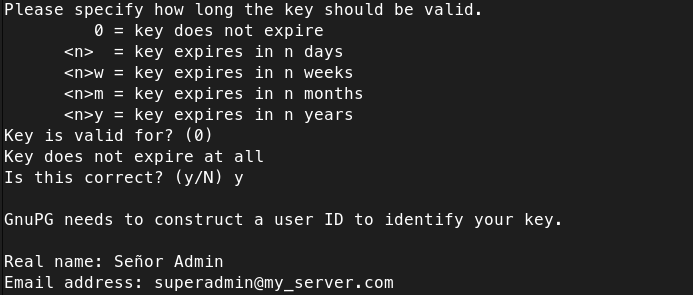 Please specify how long the key should be valid.
         0 = key does not expire
      <n>  = key expires in n days
      <n>w = key expires in n weeks
      <n>m = key expires in n months
      <n>y = key expires in n years
Key is valid for? (0)
Key does not expire at all
Is this correct? (y/N) y

GnuPG needs to construct a user ID to identify your key.

Real name: Señor Admin
Email address: superadmin@my_server.com